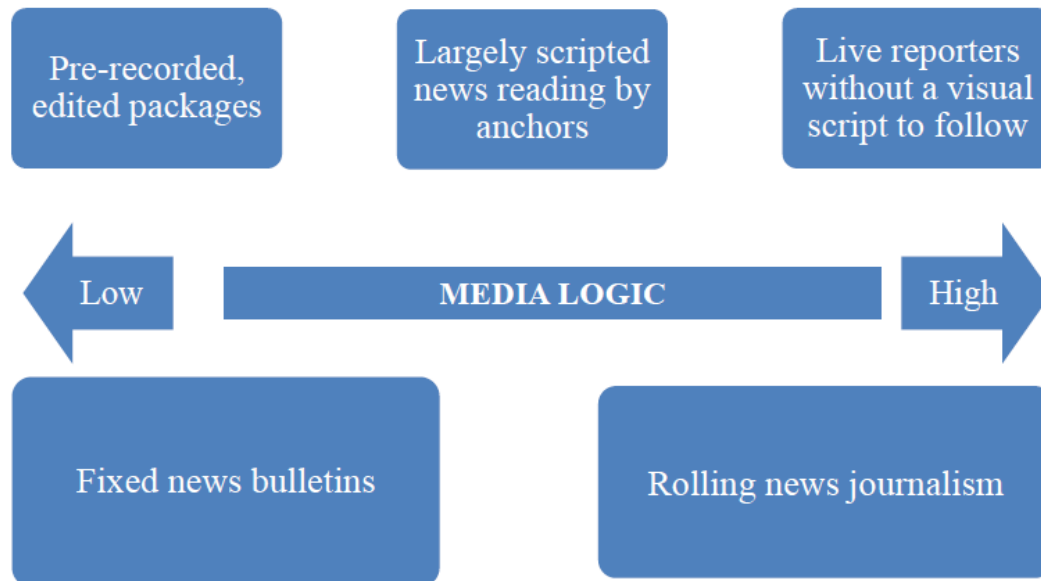 Pre-recorded,
edited packages
Largely scripted
news reading by
anchors
Live reporters
without a visual
script to follow
Low
MEDIA LOGIC
High
Fixed news bulletins
Rolling news journalism